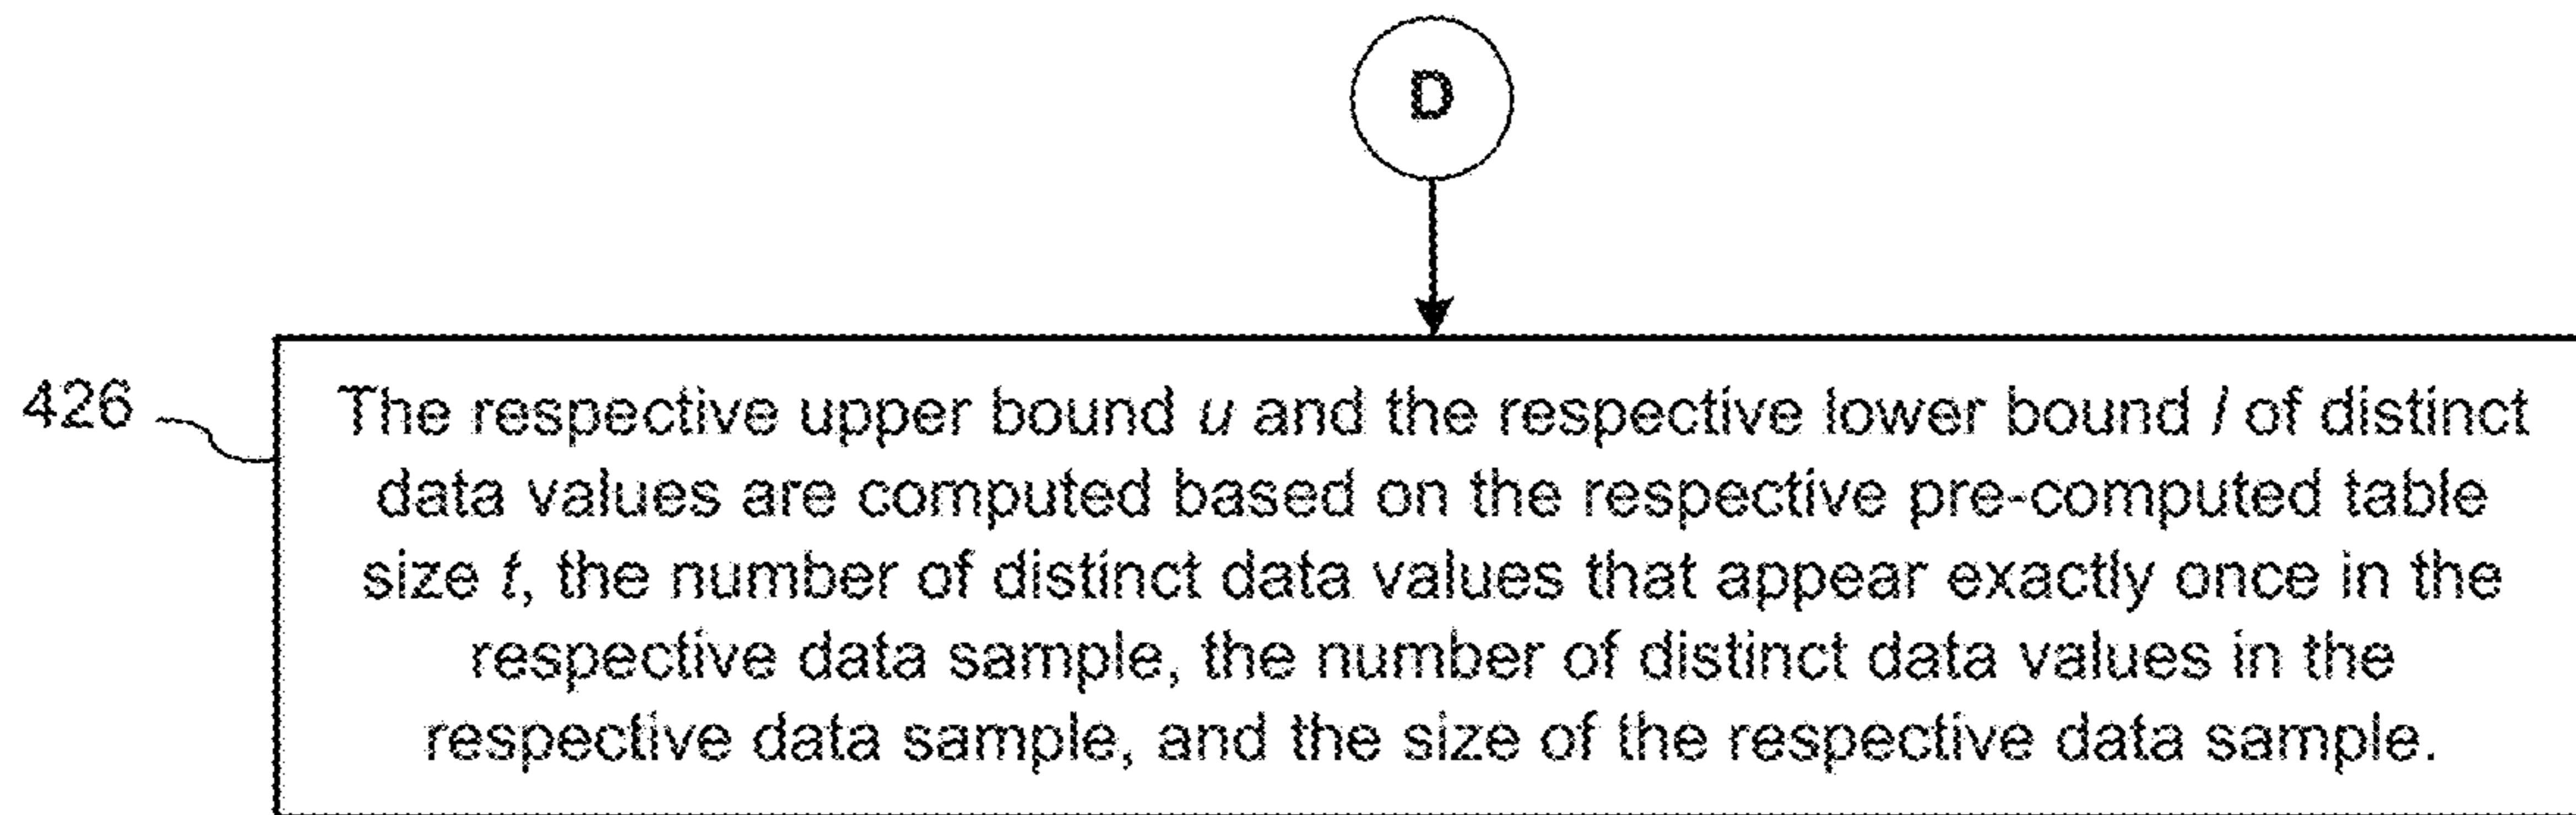 D
426
The respective upper bound u and the respective lower bound l of distinct
data values are computed based on the respective pre-computed table
size t, the number of distinct data values that appear exactly once in the
respective data sample, the number of distinct data values in the
respective data sample, and the size of the respective data sample.